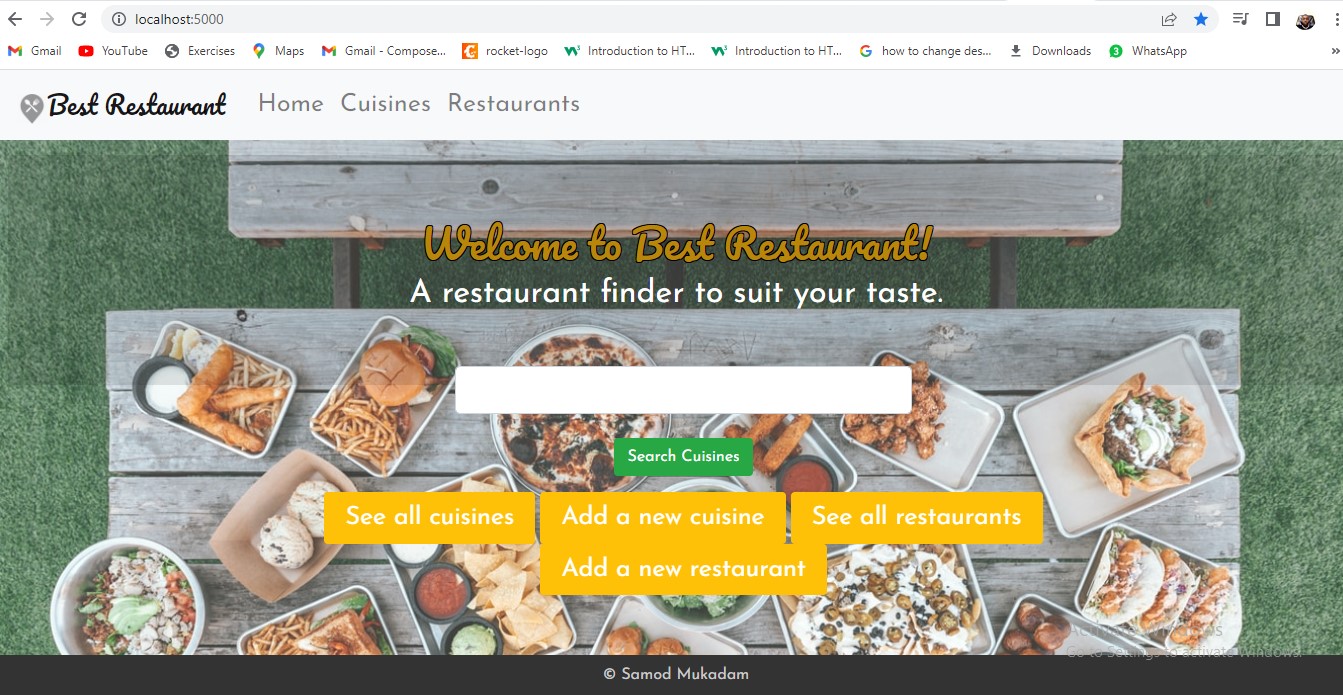 localhost:5000
Gmail YouTube Exercises Maps Gmail - Compose... rocket-logo Introduction to HT... Introduction to HT... how to change des... Downloads 3 WhatsApp »
Best Restaurant Home Cuisines Restaurants
Welcome to Best Restaurant!
A restaurant finder to suit your taste.
Search Cuisines
See all cuisines Add a new cuisine See all restaurants
Add a new restaurant
Activate Windows
Go to Settings to activate Windows.
© Samod Mukadam